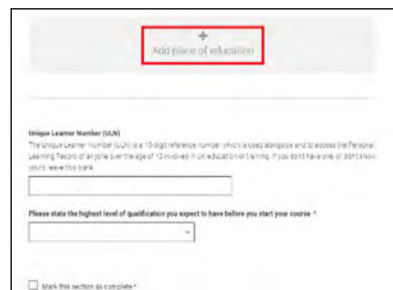 +
Add place of education
Unique Learner Number (ULN)
The Unique Learner Number (ULN) is a 10-digit reference number which is used alongside and to access the Personal
Learning Record of anyone over the age of 13 involved in UK education or training. If you don't have one, or don't know
yours, leave this blank.
Please state the highest level of qualification you expect to have before you start your course *
Mark this section as complete *